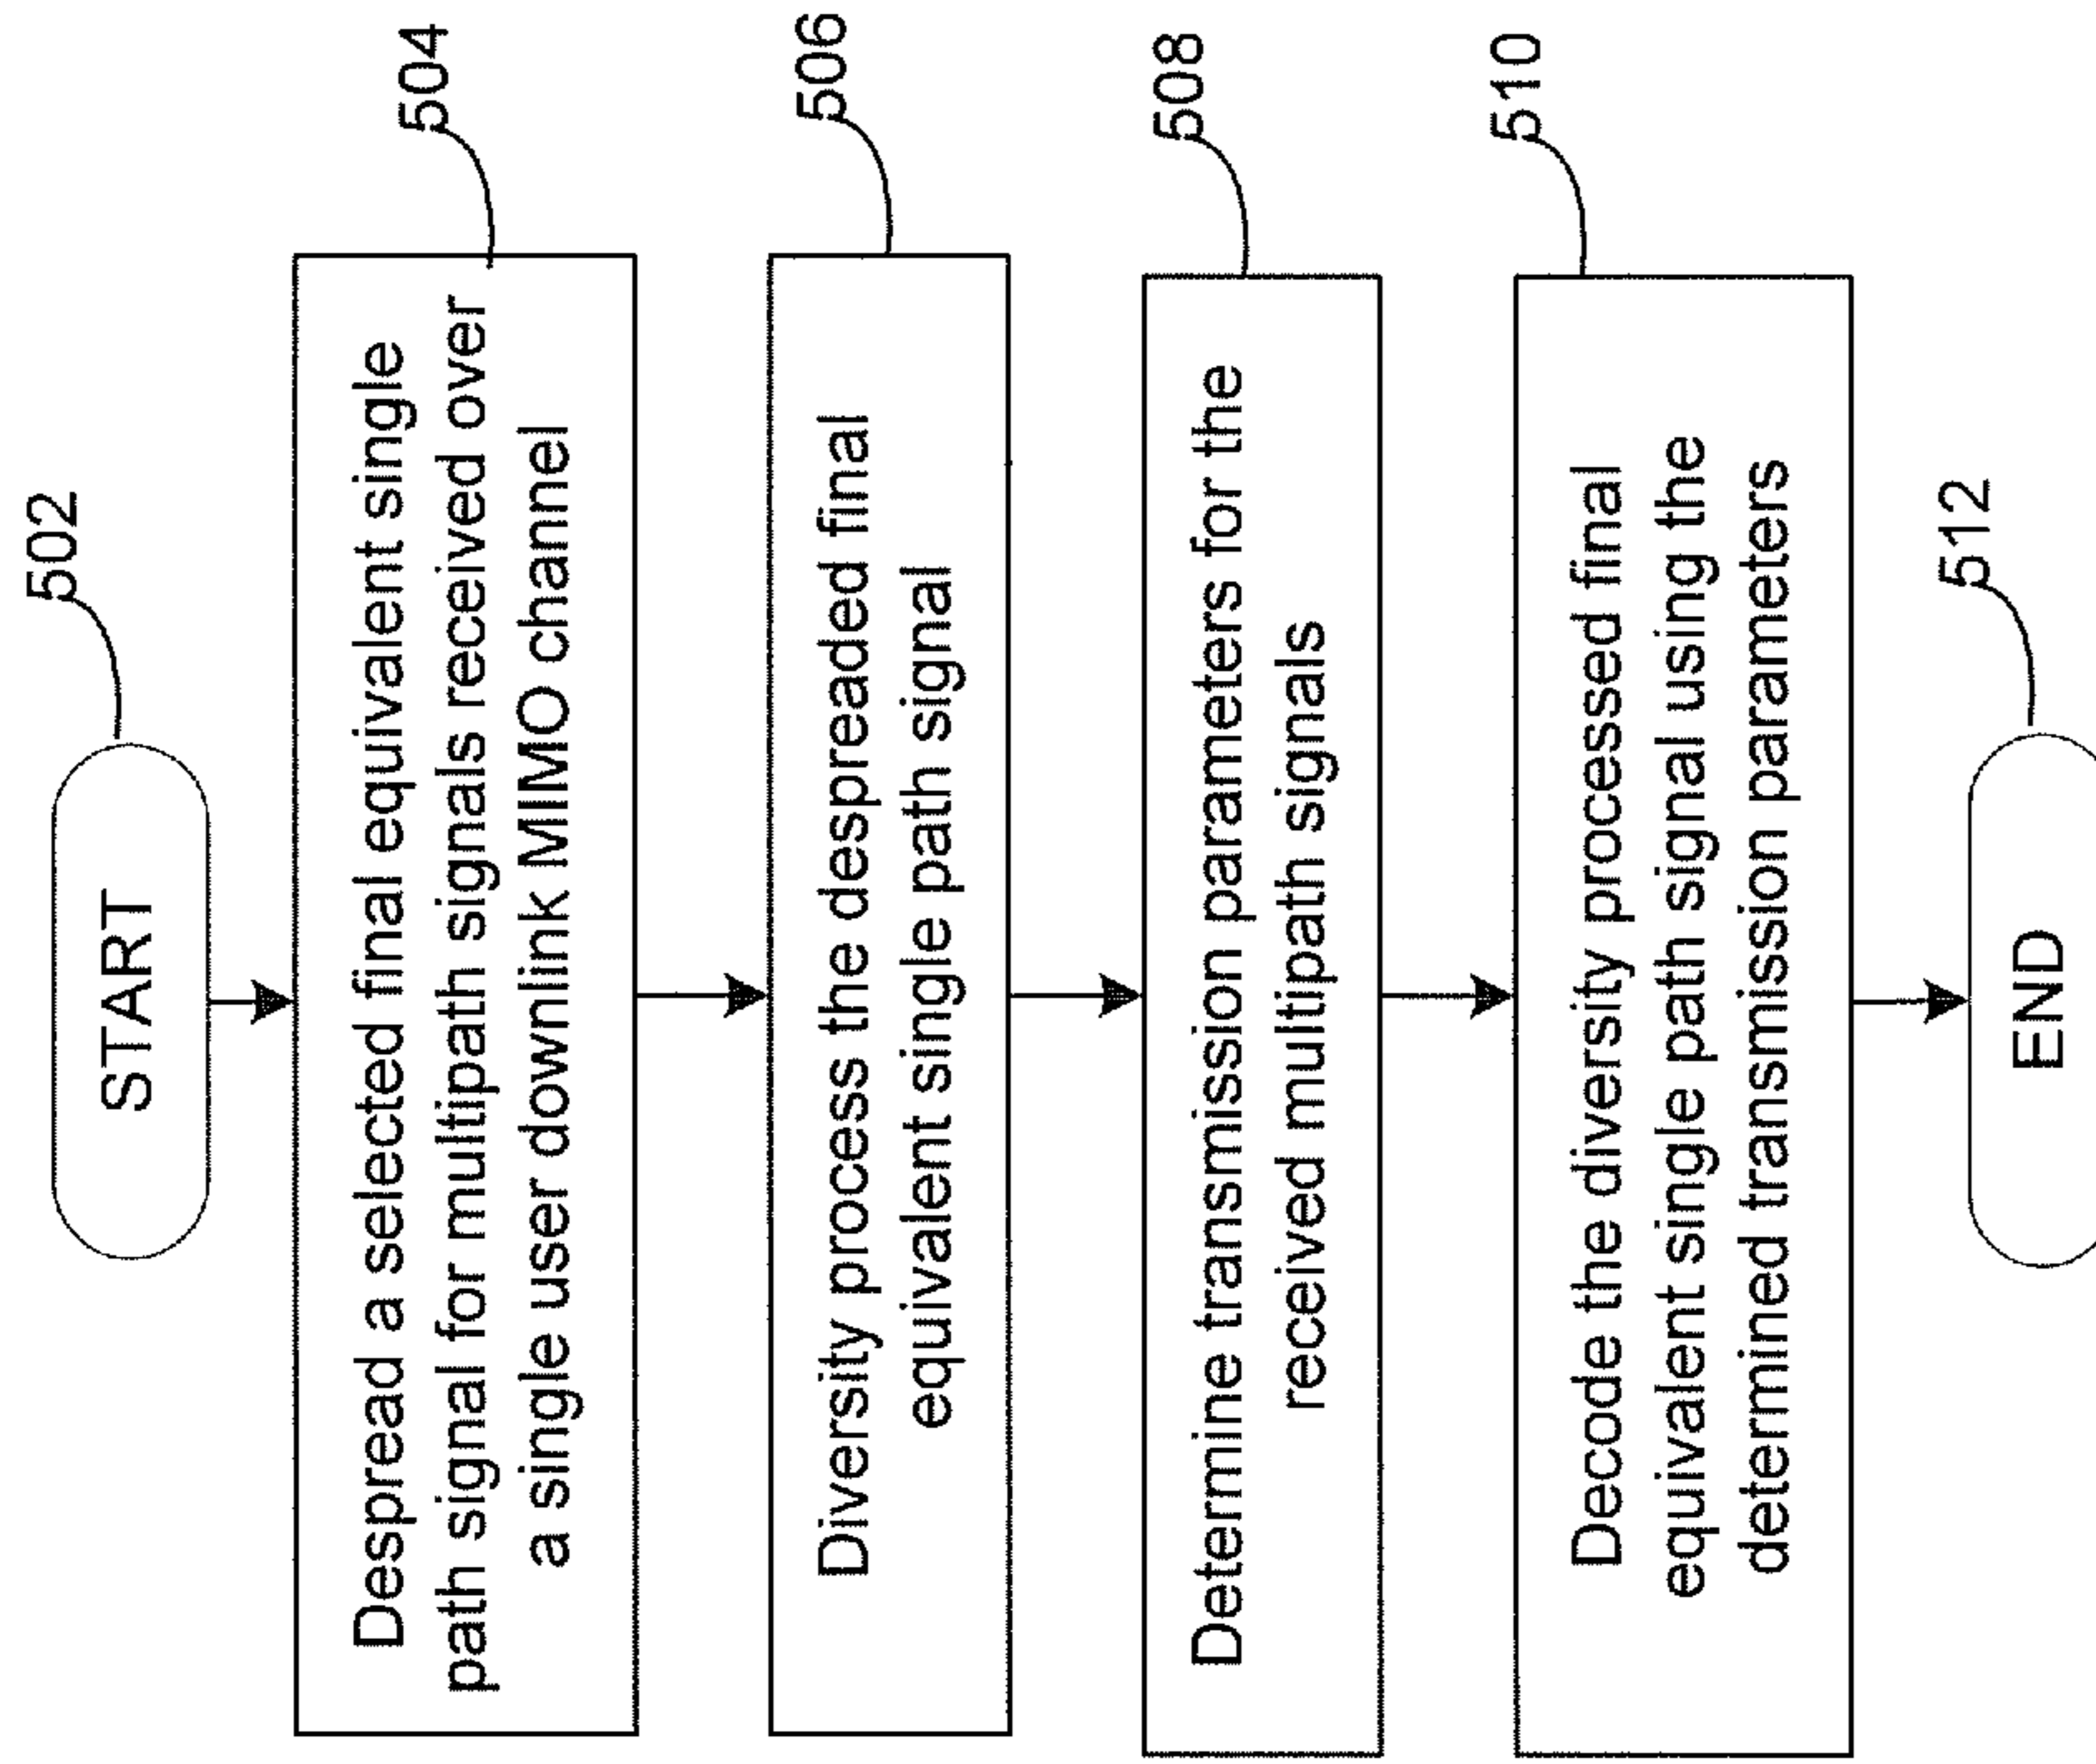 502
START
504
Despread a selected final equivalent single
path signal for multipath signals received over
a single user downlink MIMO channel
506
Diversity process the despreaded final
equivalent single path signal
508
Determine transmission parameters for the
received multipath signals
510
Decode the diversity processed final
equivalent single path signal using the
determined transmission parameters
512
END